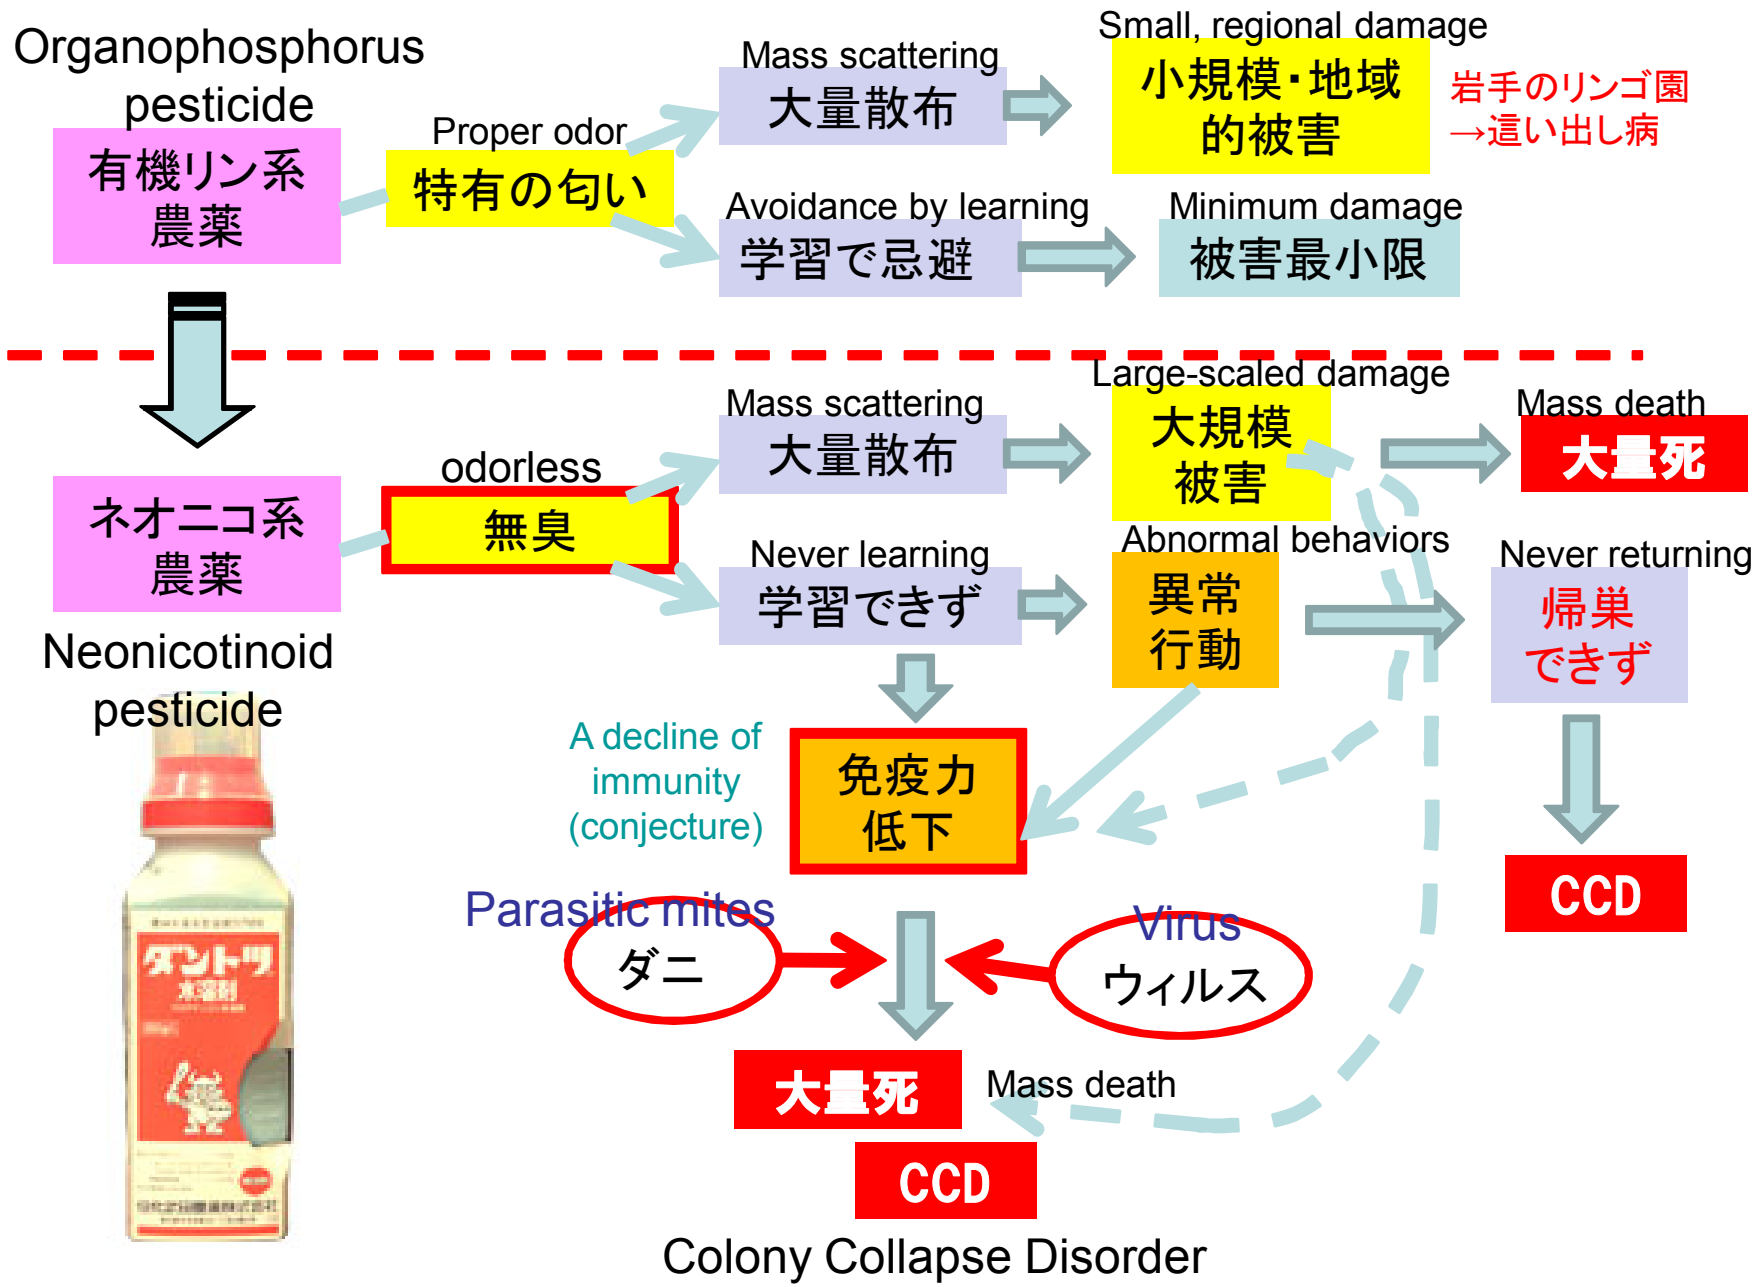 Organophosphorus
pesticide
有機リン系
農薬
Proper odor
特有の匂い
Mass scattering
大量散布
Small, regional damage
小規模・地域
的被害
岩手のリンゴ園
→這い出し病
Avoidance by learning
学習で忌避
Minimum damage
被害最小限
ネオニコ系
農薬
Neonicotinoid
pesticide
odorless
無臭
Mass scattering
大量散布
Large-scaled damage
大規模
被害
Mass death
大量死
Never learning
学習できず
Abnormal behaviors
異常
行動
Never returning
帰巣
できず
CCD
A decline of
immunity
(conjecture)
免疫力
低下
Parasitic mites
ダニ
Virus
ウィルス
大量死
Mass death
CCD
Colony Collapse Disorder
ダントツ
水溶剤